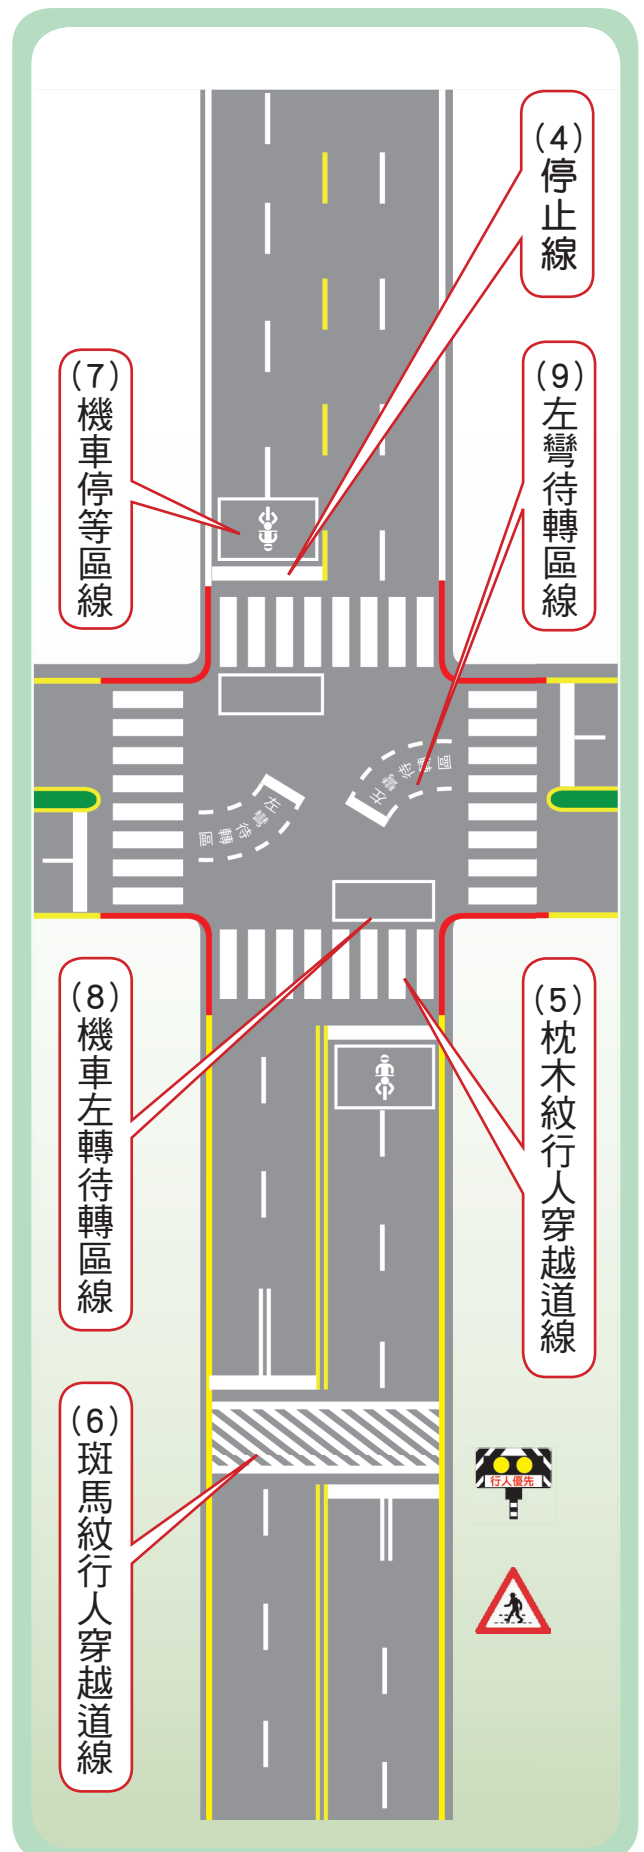 (4)停止線
(9)左彎待轉區線
(7)機車停等區線
左彎待轉區
左彎待轉區
(5)枕木紋行人穿越道線
(8)機車左轉待轉區線
(6)斑馬紋行人穿越道線
行人優先